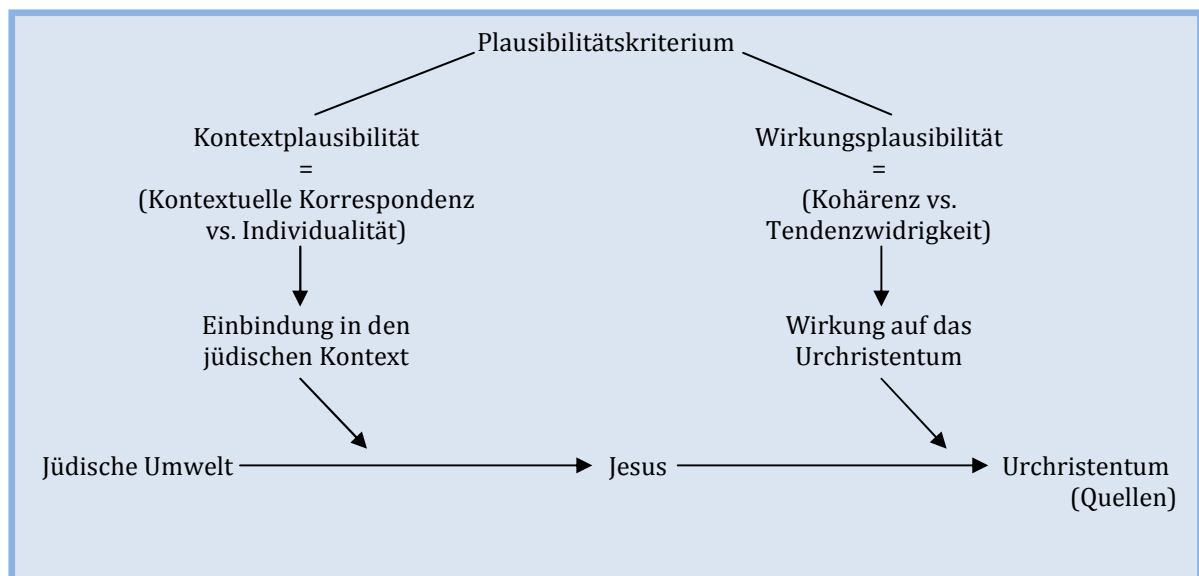 Plausibilitätskriterium
Kontextplausibilität
=
(Kontextuelle Korrespondenz
vs. Individualität)
Einbindung in den
jüdischen Kontext
Wirkungsplausibilität
=
(Kohärenz vs.
Tendenzwidrigkeit)
Wirkung auf das
Urchristentum
Jüdische Umwelt
Jesus
Urchristentum
(Quellen)